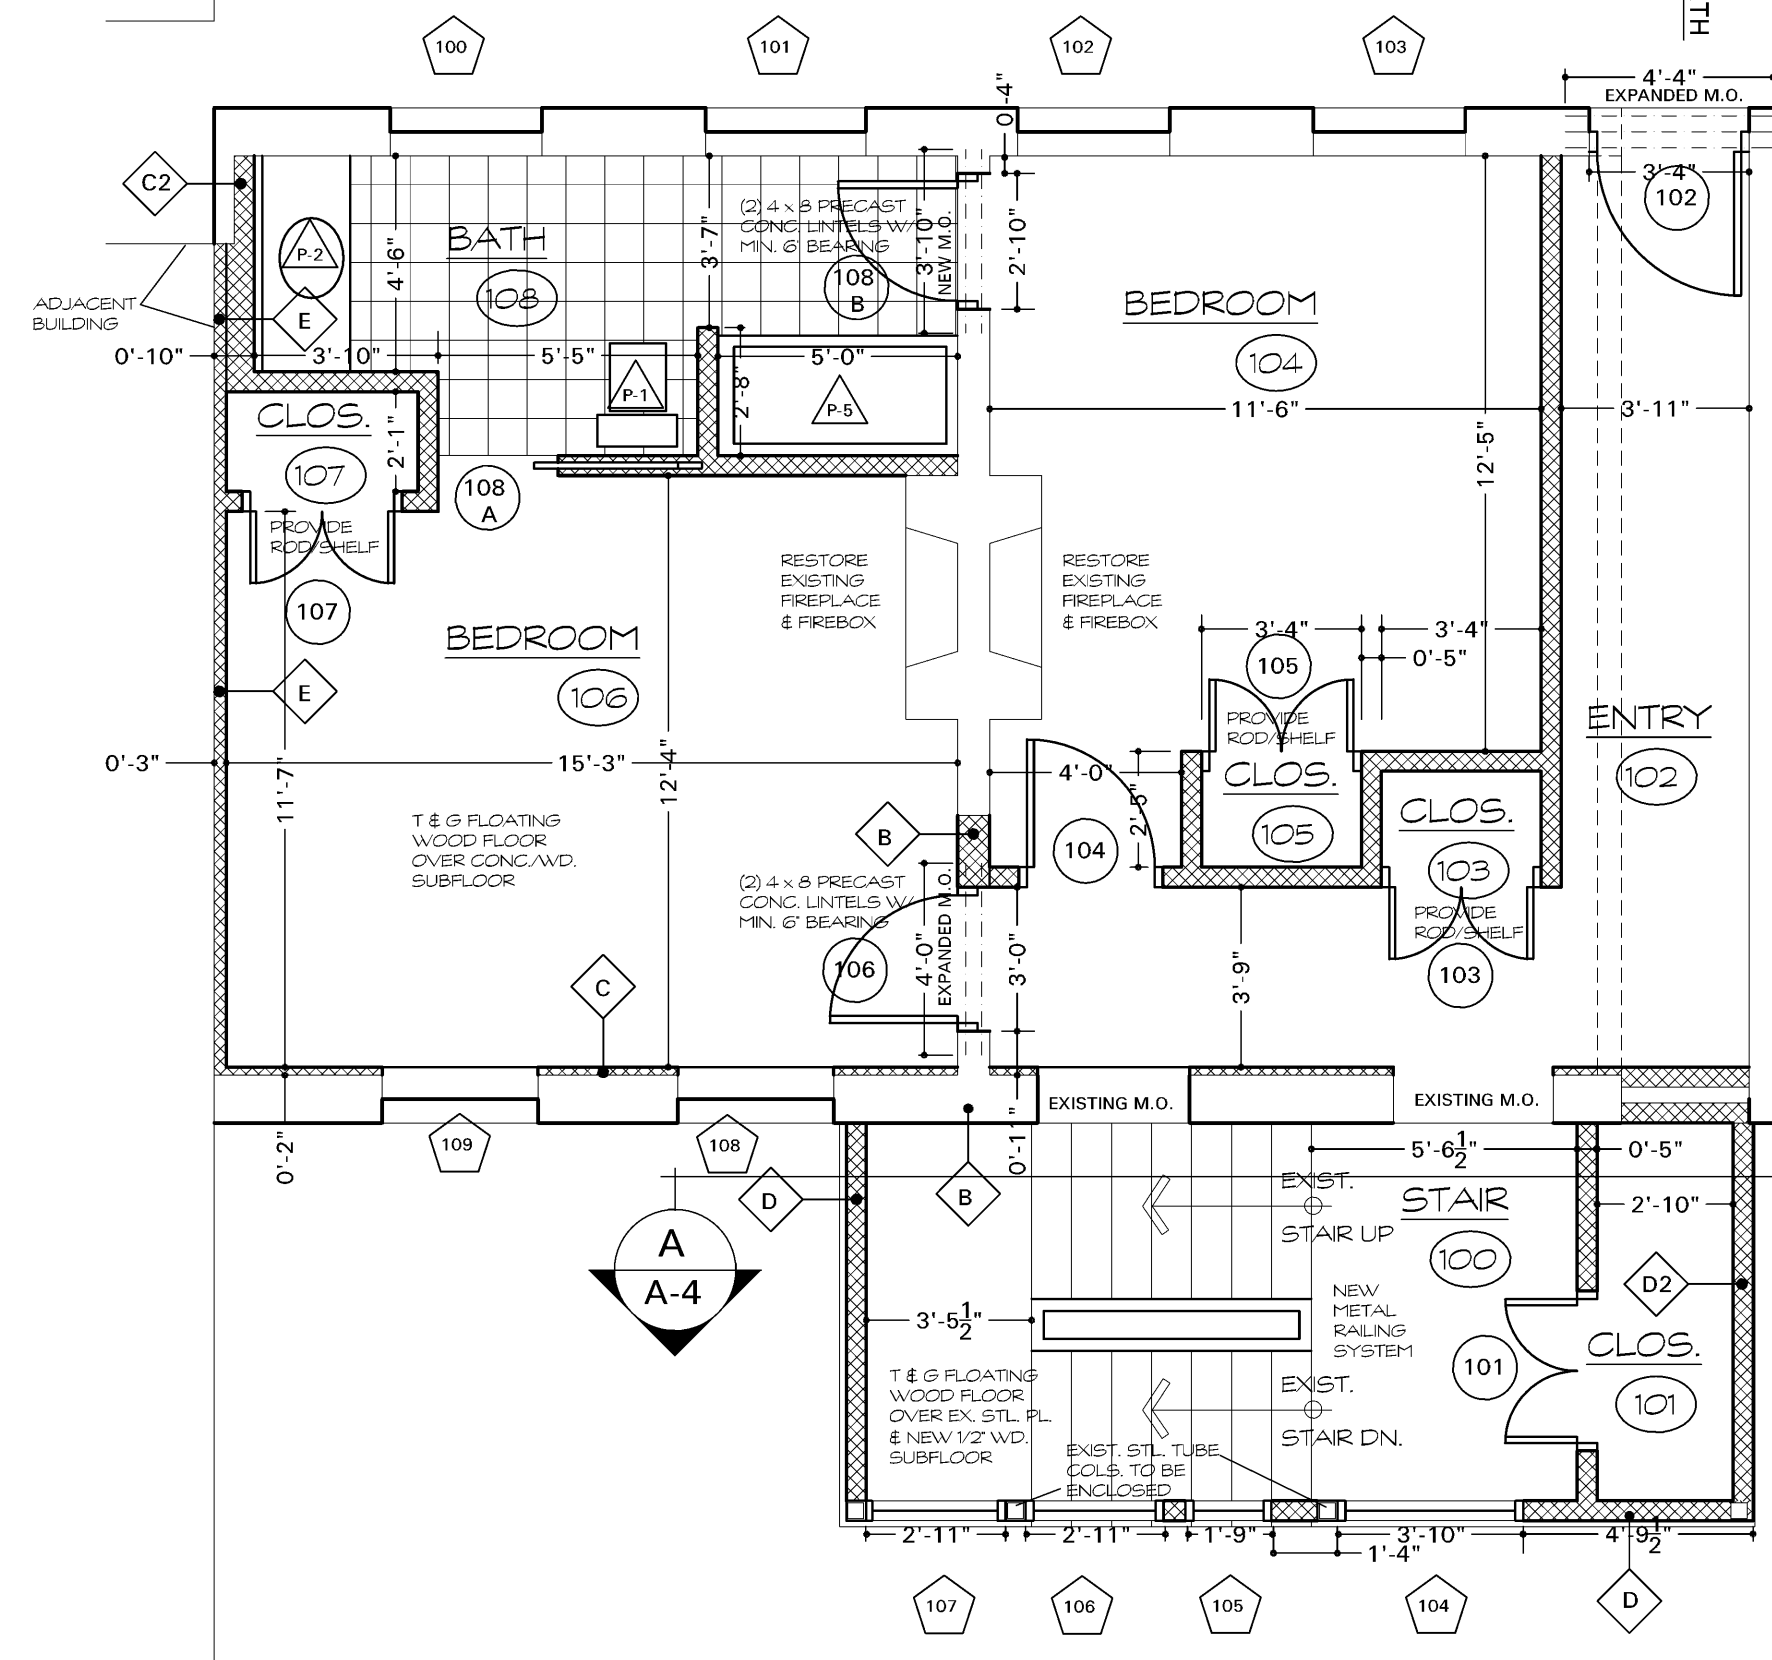 TH
100
101
102
103
4'-4"
EXPANDED M.O.
0'-4"
3'-4"
102
C2
P-2
4'-6"
BATH
108
3'-7"
(2) 4 x 8 PRECAST
CONC. LINTELS W/
MIN. 6" BEARING
108
B
3'-10"
NEW M.O.
2'-10"
BEDROOM
104
ADJACENT
BUILDING
E
0'-10"
3'-10"
5'-5"
5'-0"
P-1
2'-8"
P-5
11'-6"
3'-11"
12'-5"
CLOS.
107
2'-1"
108
A
PROVIDE
ROD/SHELF
107
RESTORE
EXISTING
FIREPLACE
& FIREBOX
RESTORE
EXISTING
FIREPLACE
& FIREBOX
BEDROOM
106
E
3'-4"
3'-4"
0'-5"
105
PROVIDE
ROD/SHELF
CLOS.
105
ENTRY
102
0'-3"
15'-3"
11'-7"
12'-4"
4'-0"
2'-5"
CLOS.
103
PROVIDE
ROD/SHELF
103
T & G FLOATING
WOOD FLOOR
OVER CONC./WD.
SUBFLOOR
B
104
(2) 4 x 8 PRECAST
CONC. LINTELS W/
MIN. 6" BEARING
106
4'-0"
EXPANDED M.O.
3'-0"
3'-9"
C
EXISTING M.O.
EXISTING M.O.
0'-2"
109
108
0'-11"
D
B
5'-6 1/2"
0'-5"
EXIST.
STAIR UP
STAIR
100
2'-10"
A
A-4
D2
3'-5 1/2"
NEW
METAL
RAILING
SYSTEM
101
CLOS.
101
T & G FLOATING
WOOD FLOOR
OVER EX. STL. PL.
& NEW 1/2" WD.
SUBFLOOR
EXIST.
STAIR DN.
EXIST. STL. TUBE
COLS. TO BE
ENCLOSED
2'-11"
2'-11"
1'-9"
3'-10"
4'-9 1/2"
1'-4"
107
106
105
104
D